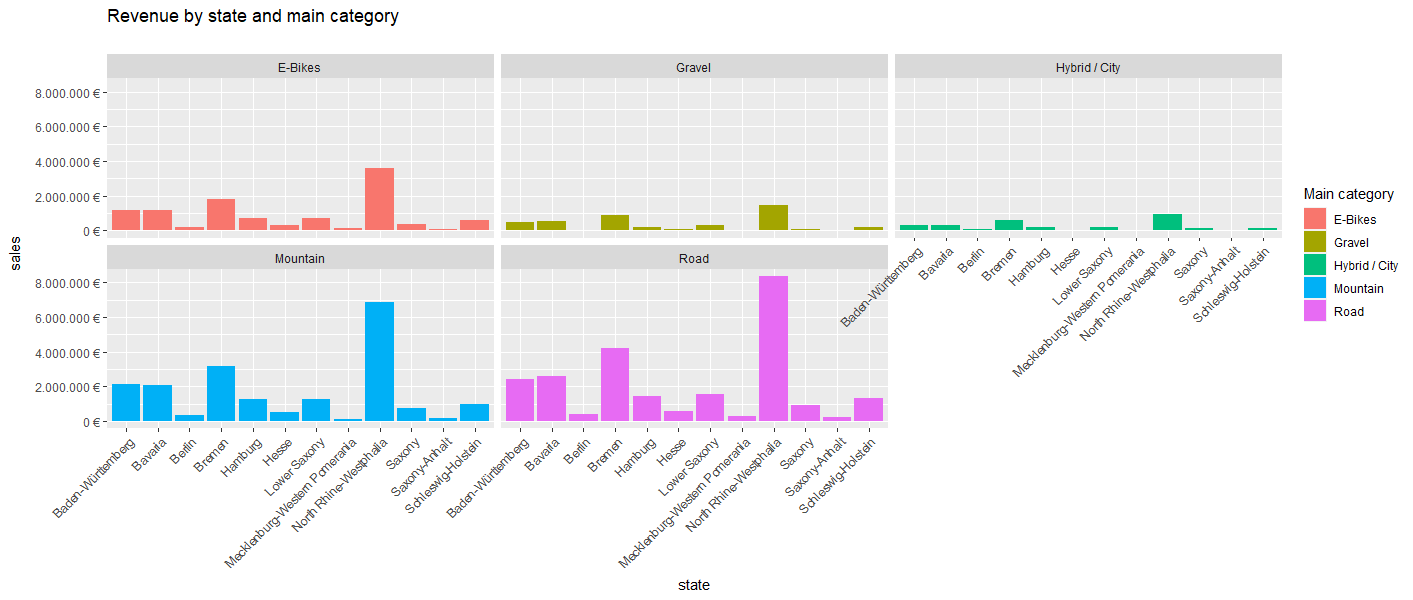 Revenue by state and main category
E-Bikes
Gravel
Hybrid / City
8.000.000 €
6.000.000 €
4.000.000 €
2.000.000 €
0 €
sales
Baden-Württemberg
Bavaria
Berlin
Bremen
Hamburg
Hesse
Lower Saxony
Mecklenburg-Western Pomerania
North Rhine-Westphalia
Saxony
Saxony-Anhalt
Schleswig-Holstein
Mountain
Road
8.000.000 €
6.000.000 €
4.000.000 €
2.000.000 €
0 €
Baden-Württemberg
Bavaria
Berlin
Bremen
Hamburg
Hesse
Lower Saxony
Mecklenburg-Western Pomerania
North Rhine-Westphalia
Saxony
Saxony-Anhalt
Schleswig-Holstein
Baden-Württemberg
Bavaria
Berlin
Bremen
Hamburg
Hesse
Lower Saxony
Mecklenburg-Western Pomerania
North Rhine-Westphalia
Saxony
Saxony-Anhalt
Schleswig-Holstein
state
Main category
E-Bikes
Gravel
Hybrid / City
Mountain
Road